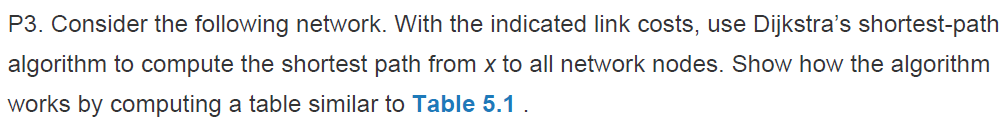 P3. Consider the following network. With the indicated link costs, use Dijkstra’s shortest-path
algorithm to compute the shortest path from x to all network nodes. Show how the algorithm
works by computing a table similar to Table 5.1 .